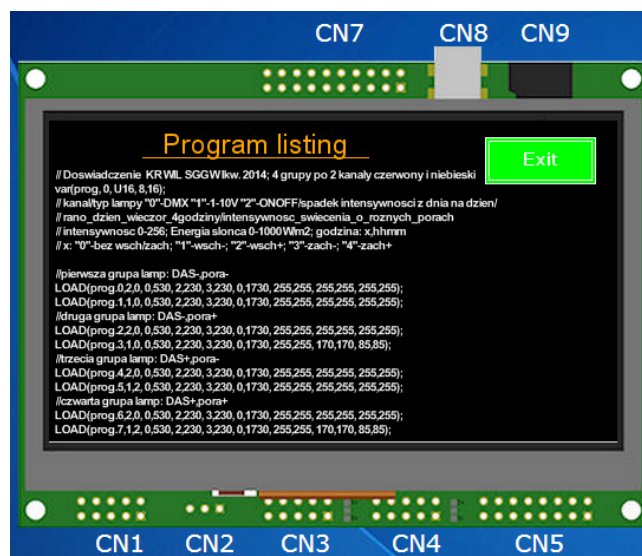 CN7 CN8 CN9
Program listing
Exit
// Doswiadczenie KRWIL SGGW Ikw. 2014; 4 grupy po 2 kanaly czerwony i niebieski
var(prog, 0, U16, 8,16);
// kanal/typ lampy "0"-DMX "1"-1-10V "2"-ONOFF/spadek intensywnosci z dnia na dzien/
// rano_dzien_wieczor_4godziny/intensywnosc_swiecenia_o_roznych_porach
// intensywnosc 0-256; Energia slonca 0-1000Wm2; godzina: x,hhmm
// x: "0"-bez wsch/zach; "1"-wsch-; "2"-wsch+; "3"-zach-; "4"-zach+
//pierwsza grupa lamp: DAS-,pora-
LOAD(prog.0,2,0, 0,530, 2,230, 3,230, 0,1730, 255,255, 255,255, 255,255);
LOAD(prog.1,1,0, 0,530, 2,230, 3,230, 0,1730, 255,255, 255,255, 255,255);
//druga grupa lamp: DAS-,pora+
LOAD(prog.2,2,0, 0,530, 2,230, 3,230, 0,1730, 255,255, 255,255, 255,255);
LOAD(prog.3,1,0, 0,530, 2,230, 3,230, 0,1730, 255,255, 170,170, 85,85);
//trzecia grupa lamp: DAS+,pora-
LOAD(prog.4,2,0, 0,530, 2,230, 3,230, 0,1730, 255,255, 255,255, 255,255);
LOAD(prog.5,1,2, 0,530, 2,230, 3,230, 0,1730, 255,255, 255,255, 255,255);
//czwarta grupa lamp: DAS+,pora+
LOAD(prog.6,2,0, 0,530, 2,230, 3,230, 0,1730, 255,255, 255,255, 255,255);
LOAD(prog.7,1,2, 0,530, 2,230, 3,230, 0,1730, 255,255, 170,170, 85,85);
CN1 CN2 CN3 CN4 CN5